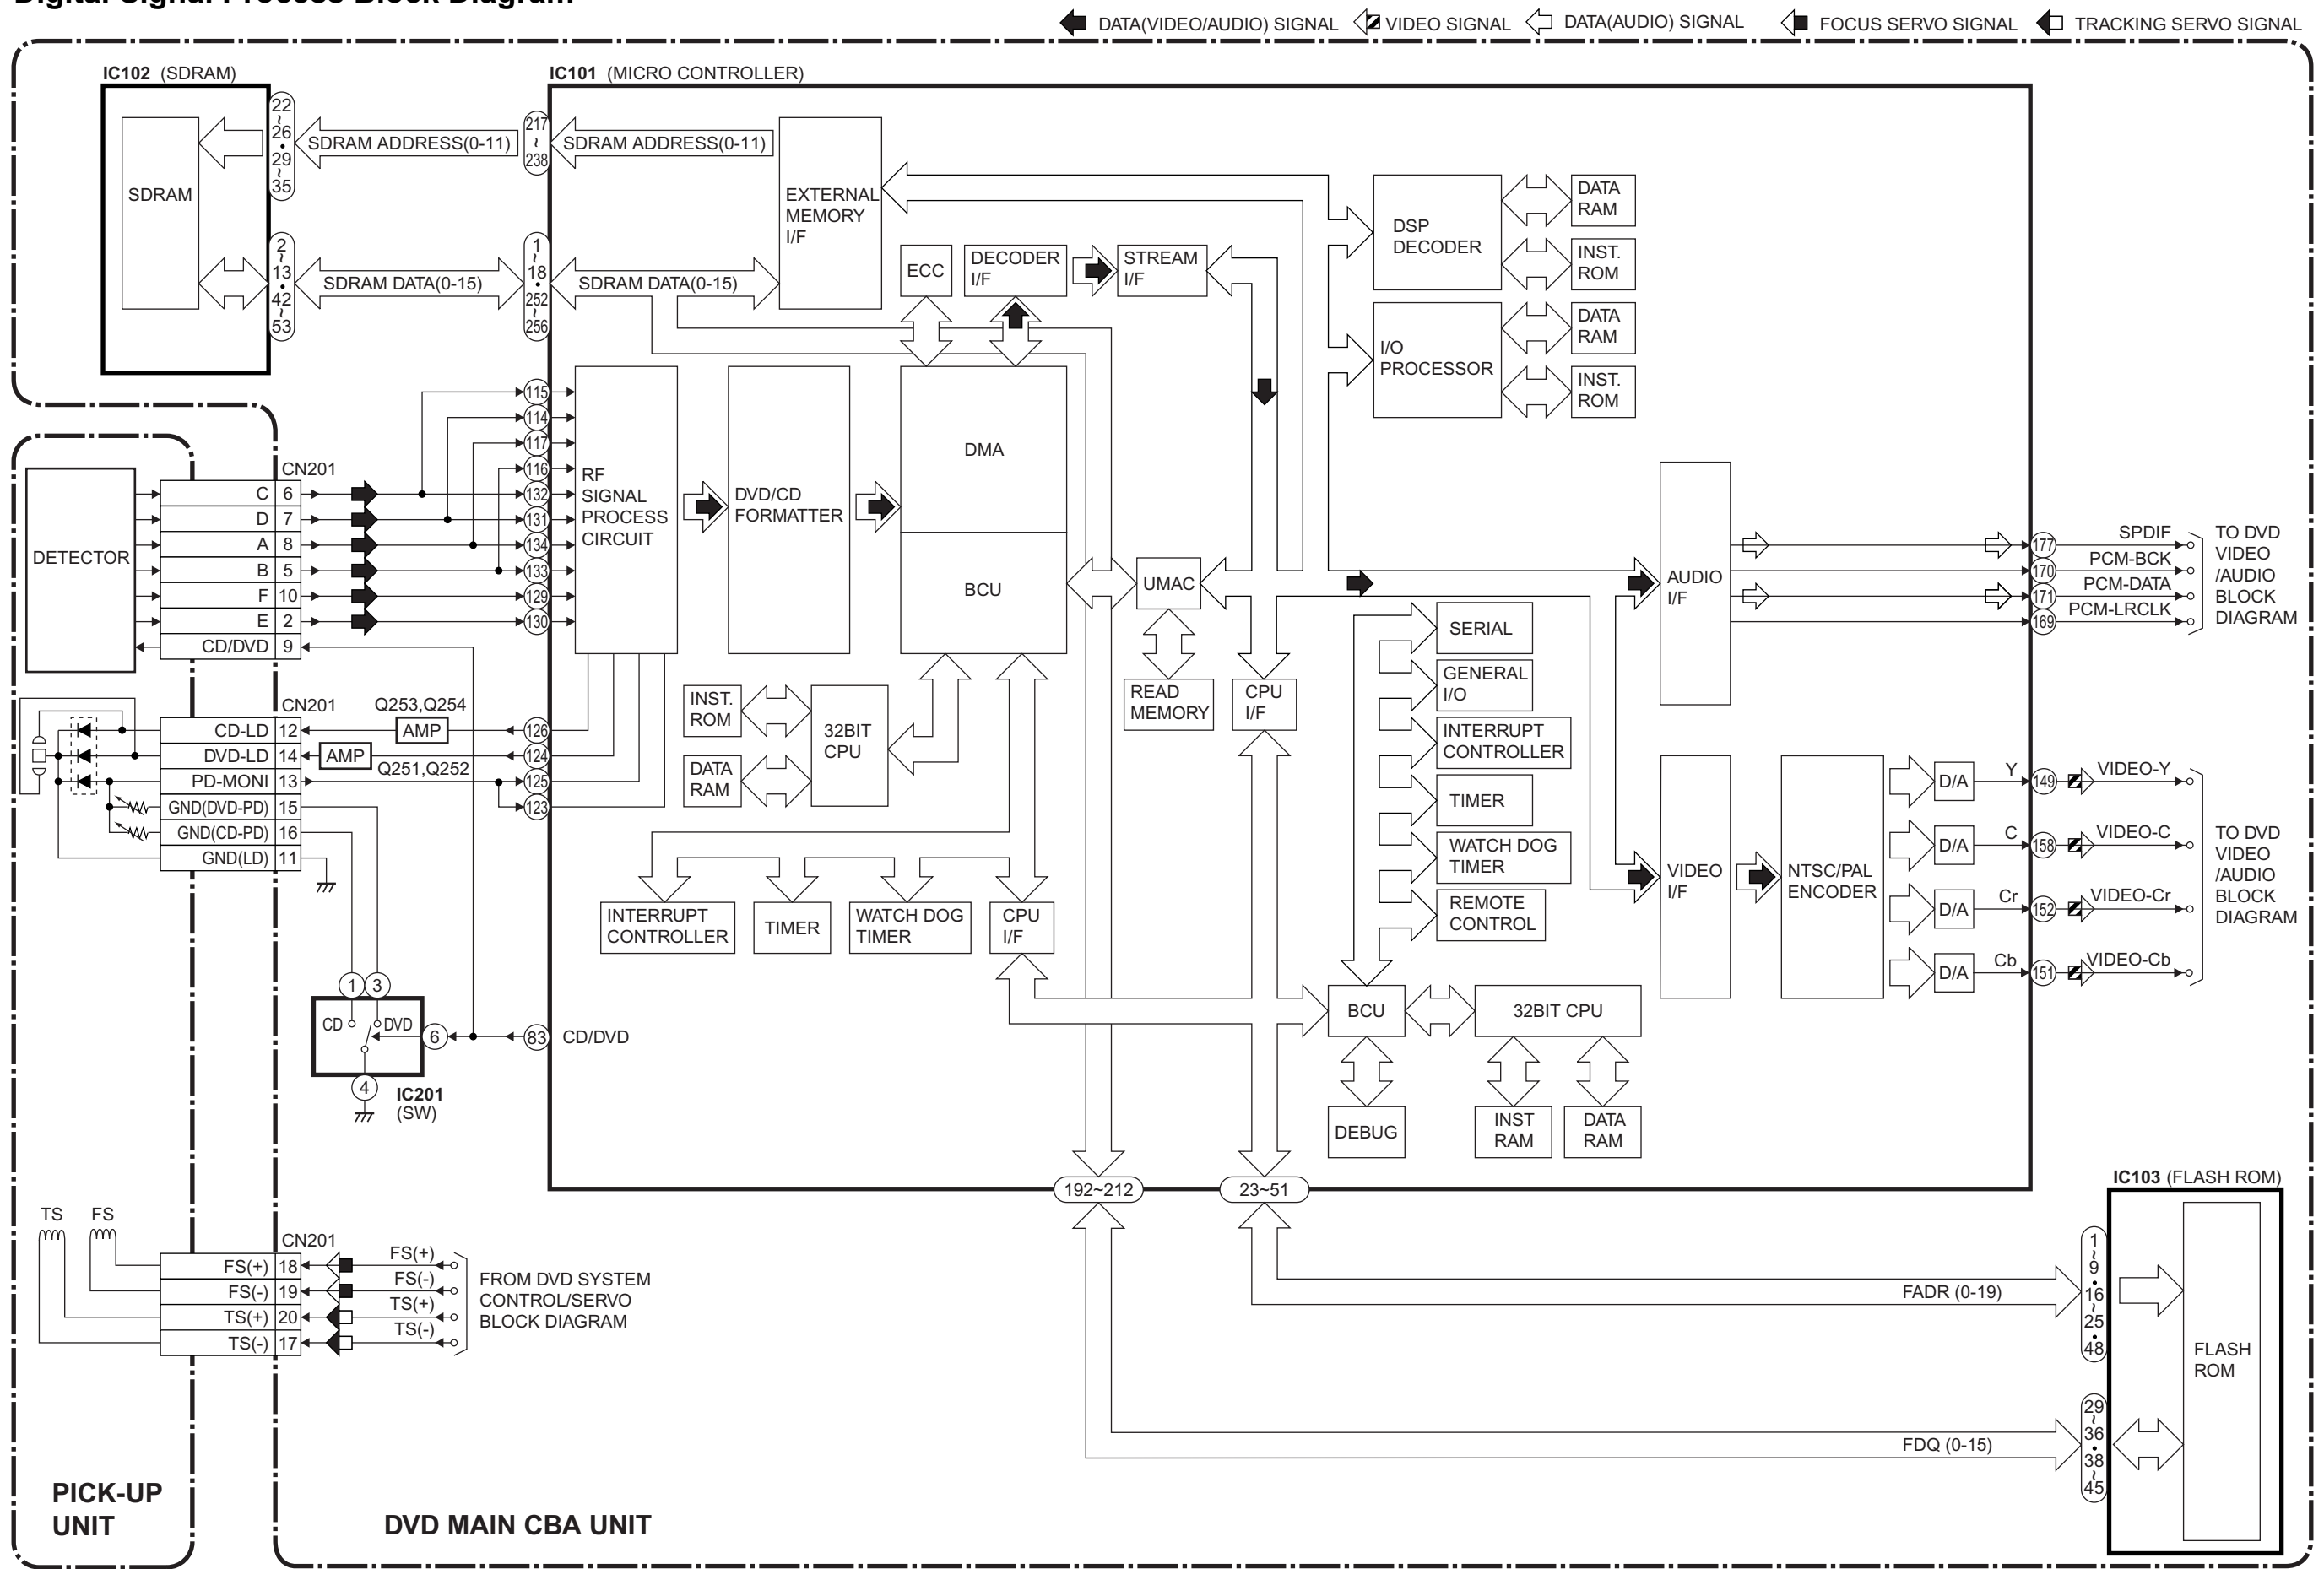 Digital Signal Process Block Diagram
DATA(VIDEO/AUDIO) SIGNAL
VIDEO SIGNAL
DATA(AUDIO) SIGNAL
FOCUS SERVO SIGNAL
TRACKING SERVO SIGNAL
IC102 (SDRAM)
SDRAM
22
~
26
•
29
~
35
SDRAM ADDRESS(0-11)
2
~
13
•
42
~
53
SDRAM DATA(0-15)
IC101 (MICRO CONTROLLER)
217
~
238
SDRAM ADDRESS(0-11)
1
~
18
•
252
~
256
SDRAM DATA(0-15)
EXTERNAL
MEMORY
I/F
ECC
DECODER
I/F
STREAM
I/F
DSP
DECODER
DATA
RAM
INST.
ROM
I/O
PROCESSOR
DATA
RAM
INST.
ROM
115
114
117
116
132
131
134
133
129
130
RF
SIGNAL
PROCESS
CIRCUIT
DVD/CD
FORMATTER
DMA
BCU
UMAC
READ
MEMORY
CPU
I/F
DETECTOR
CN201
C 6
D 7
A 8
B 5
F 10
E 2
CD/DVD 9
CN201
CD-LD 12
DVD-LD 14
PD-MONI 13
GND(DVD-PD) 15
GND(CD-PD) 16
GND(LD) 11
Q253,Q254
AMP
AMP
Q251,Q252
126
124
125
123
INST.
ROM
DATA
RAM
32BIT
CPU
INTERRUPT
CONTROLLER
TIMER
WATCH DOG
TIMER
CPU
I/F
SERIAL
GENERAL
I/O
INTERRUPT
CONTROLLER
TIMER
WATCH DOG
TIMER
REMOTE
CONTROL
BCU
32BIT CPU
DEBUG
INST
RAM
DATA
RAM
AUDIO
I/F
177 SPDIF
170 PCM-BCK
171 PCM-DATA
169 PCM-LRCLK
TO DVD
VIDEO
/AUDIO
BLOCK
DIAGRAM
VIDEO
I/F
NTSC/PAL
ENCODER
D/A Y 149 VIDEO-Y
D/A C 158 VIDEO-C
D/A Cr 152 VIDEO-Cr
D/A Cb 151 VIDEO-Cb
TO DVD
VIDEO
/AUDIO
BLOCK
DIAGRAM
1 3
CD DVD
6
83 CD/DVD
4
IC201
(SW)
192~212
23~51
TS FS
CN201
FS(+) 18 FS(+)
FS(-) 19 FS(-)
TS(+) 20 TS(+)
TS(-) 17 TS(-)
FROM DVD SYSTEM
CONTROL/SERVO
BLOCK DIAGRAM
IC103 (FLASH ROM)
1
~
9
•
16
~
25
•
48
FADR (0-19)
29
~
36
•
38
~
45
FDQ (0-15)
FLASH
ROM
PICK-UP
UNIT
DVD MAIN CBA UNIT